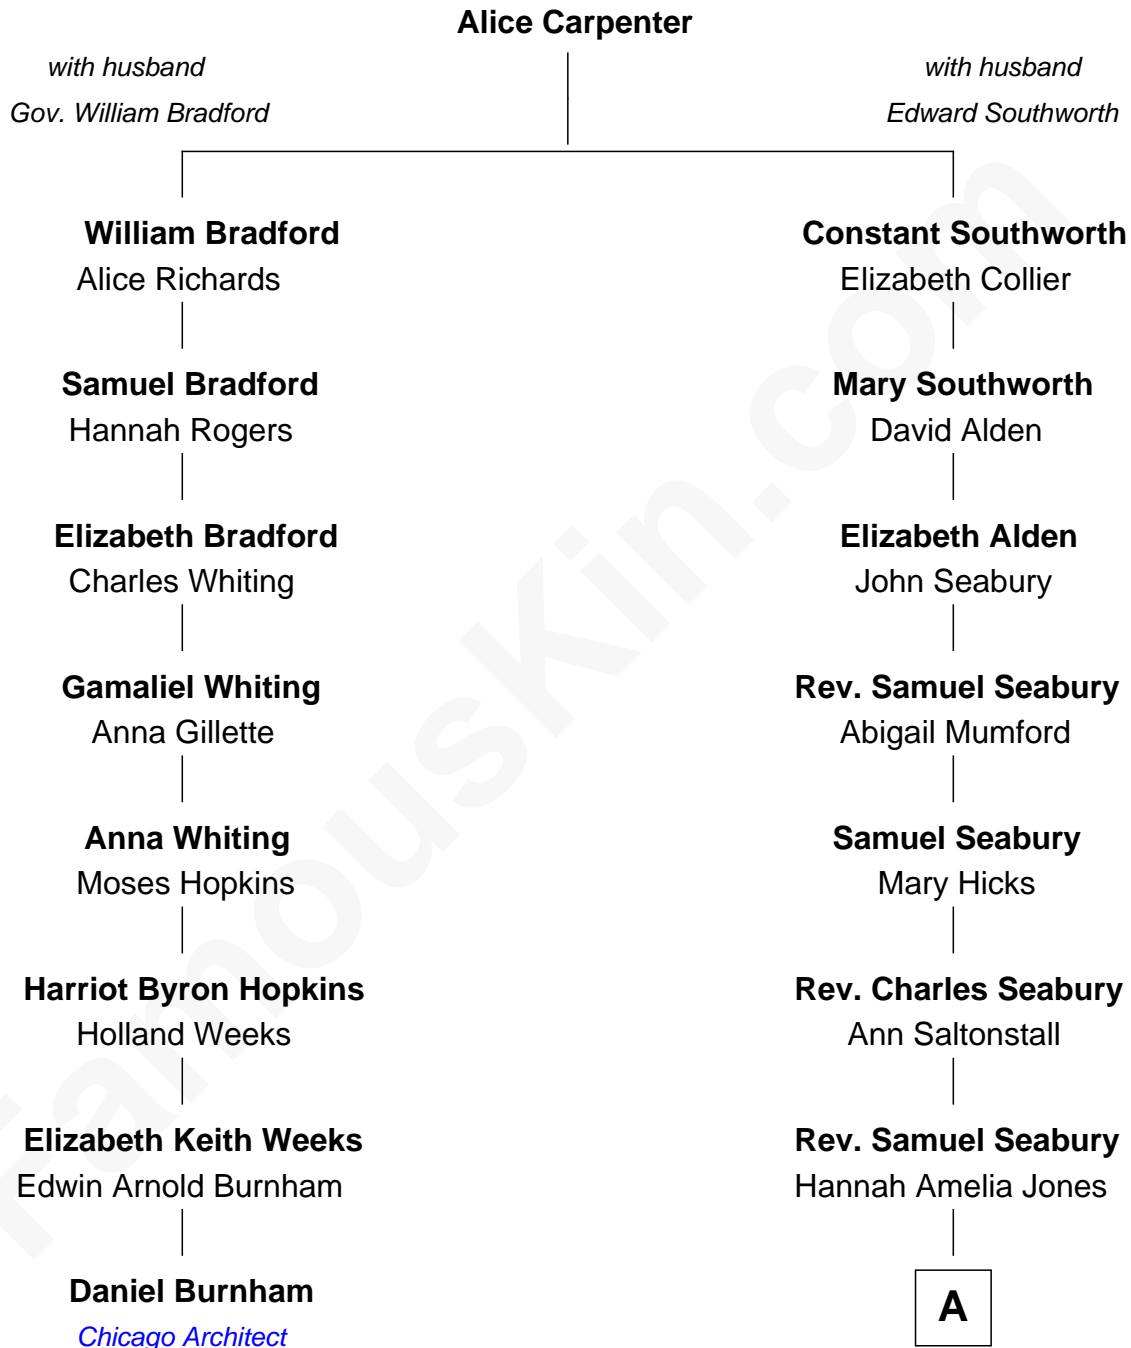 Alice Carpenter
with husband
Gov. William Bradford
with husband
Edward Southworth
William Bradford
Alice Richards
Constant Southworth
Elizabeth Collier
Samuel Bradford
Hannah Rogers
Mary Southworth
David Alden
Elizabeth Bradford
Charles Whiting
Elizabeth Alden
John Seabury
Gamaliel Whiting
Anna Gillette
Rev. Samuel Seabury
Abigail Mumford
Anna Whiting
Moses Hopkins
Samuel Seabury
Mary Hicks
Harriot Byron Hopkins
Holland Weeks
Rev. Charles Seabury
Ann Saltonstall
Elizabeth Keith Weeks
Edwin Arnold Burnham
Rev. Samuel Seabury
Hannah Amelia Jones
Daniel Burnham
Chicago Architect
A
FamousKin.com